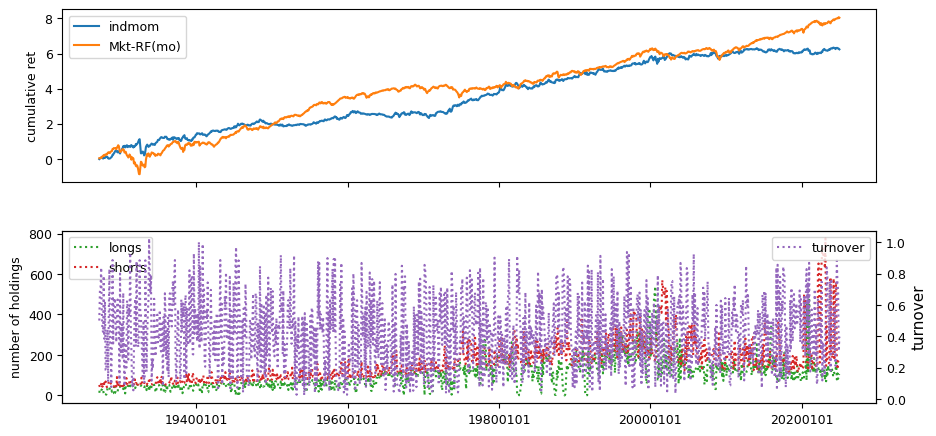 8
6
4
2
0
cumulative ret
indmom
Mkt-RF(mo)
800
600
400
200
0
number of holdings
longs
shorts
turnover
1.0
0.8
0.6
0.4
0.2
0.0
turnover
19400101
19600101
19800101
20000101
20200101